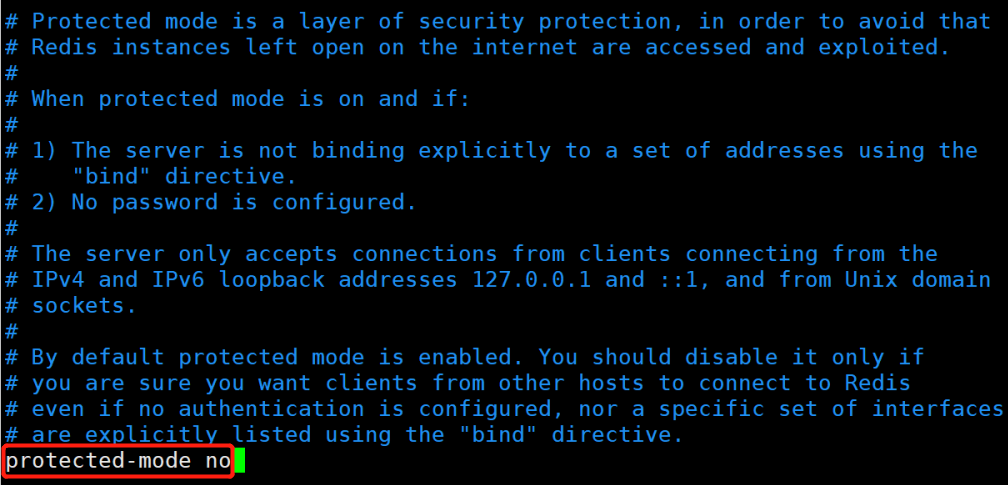 # Protected mode is a layer of security protection, in order to avoid that
# Redis instances left open on the internet are accessed and exploited.
#
# When protected mode is on and if:
#
# 1) The server is not binding explicitly to a set of addresses using the
#    "bind" directive.
# 2) No password is configured.
#
# The server only accepts connections from clients connecting from the
# IPv4 and IPv6 loopback addresses 127.0.0.1 and ::1, and from Unix domain
# sockets.
#
# By default protected mode is enabled. You should disable it only if
# you are sure you want clients from other hosts to connect to Redis
# even if no authentication is configured, nor a specific set of interfaces
# are explicitly listed using the "bind" directive.
protected-mode no